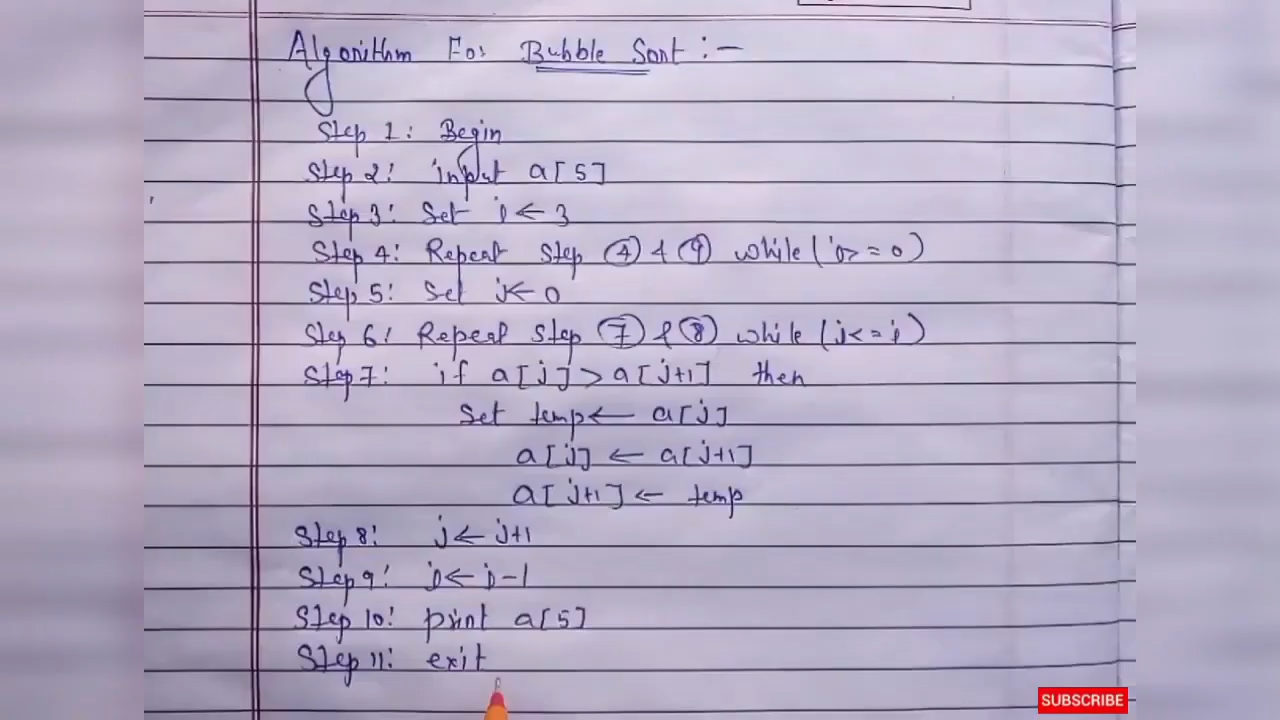 Algorithm For Bubble Sort :-
Step 1: Begin
Step 2: input a[5]
Step 3: Set i ← 3
Step 4: Repeat Step (4) & (9) while (i>=0)
Step 5: Set j ← 0
Step 6: Repeat Step (7) & (8) while (j<=i)
Step 7: if a[j] > a[j+1] then
Set temp ← a[j]
a[j] ← a[j+1]
a[j+1] ← temp
Step 8: j ← j+1
Step 9: i ← i-1
Step 10: print a[5]
Step 11: exit
SUBSCRIBE